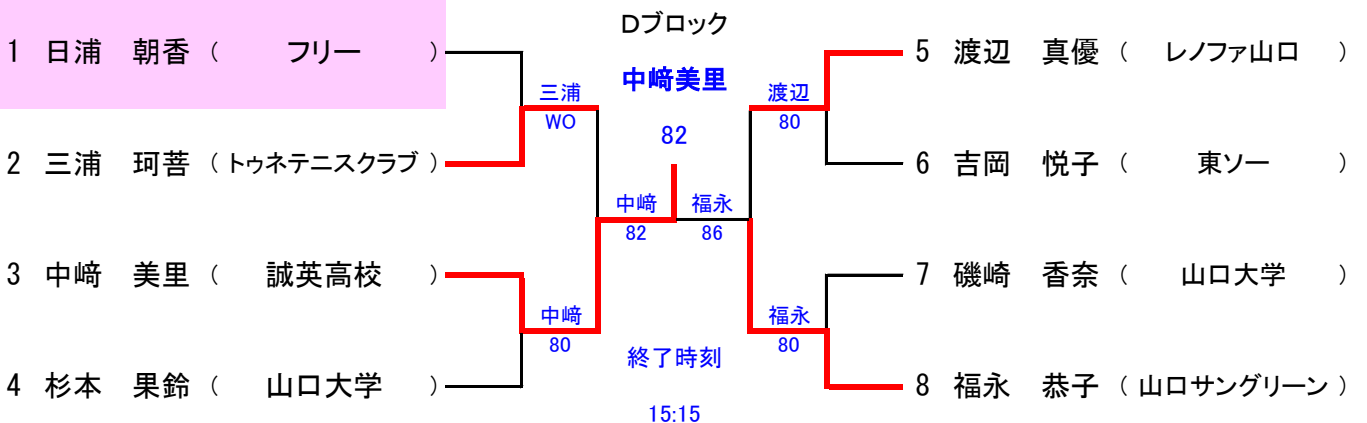 Dブロック
1 日浦 朝香 ( フリー )
5 渡辺 真優 ( レノファ山口 )
中﨑美里
三浦
渡辺
WO
80
82
2 三浦 珂菩 ( トゥネテニスクラブ )
6 吉岡 悦子 ( 東ソー )
中﨑
福永
82
86
3 中﨑 美里 ( 誠英高校 )
7 磯崎 香奈 ( 山口大学 )
中﨑
福永
80
80
終了時刻
4 杉本 果鈴 ( 山口大学 )
8 福永 恭子 ( 山口サングリーン )
15:15